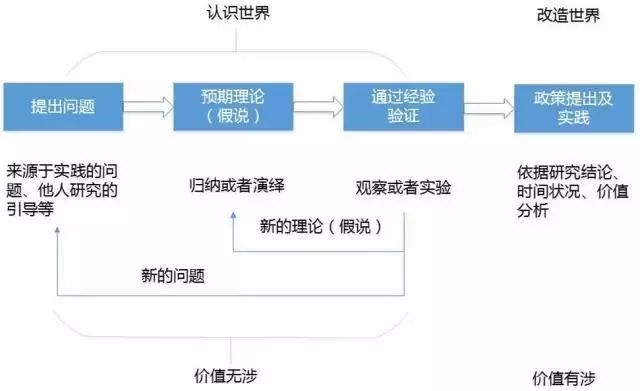 认识世界
改造世界
提出问题
预期理论
（假说）
通过经验
验证
政策提出及
实践
来源于实践的问
题、他人研究的
引导等
归纳或者演绎
观察或者实验
依据研究结论、
时间状况、价值
分析
新的理论（假说）
新的问题
价值无涉
价值有涉